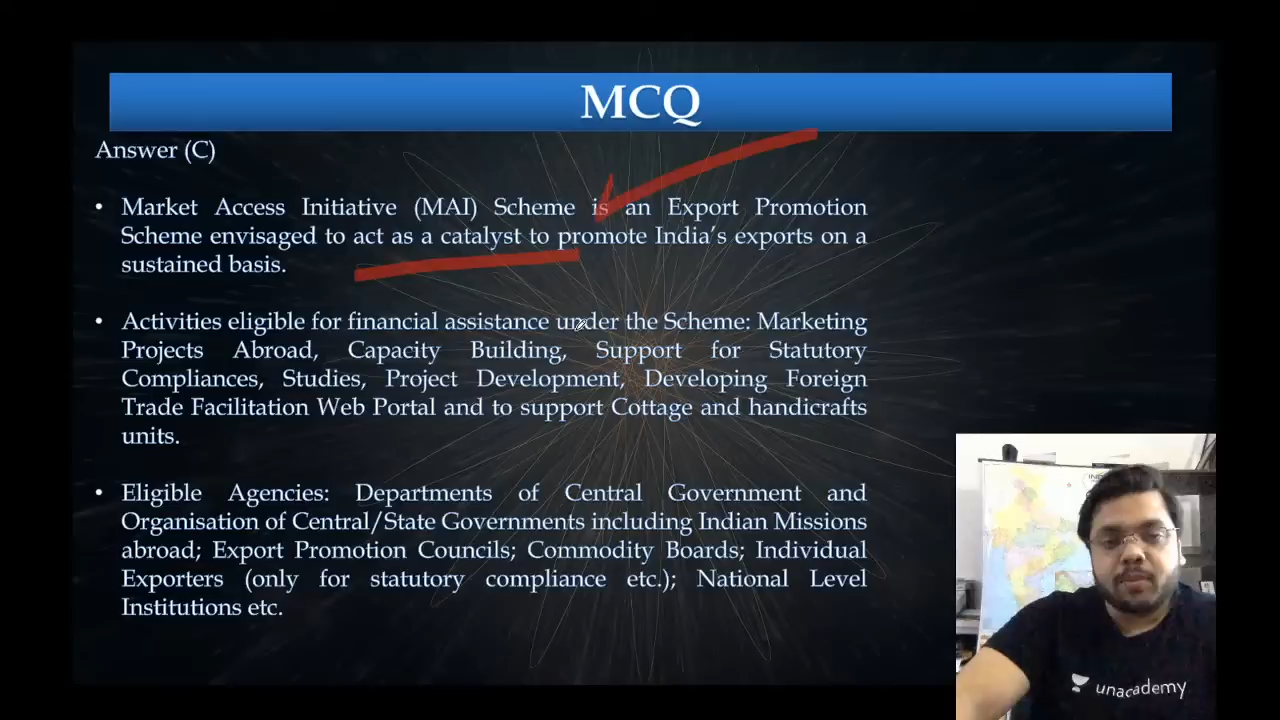 MCQ
Answer (C)
• Market Access Initiative (MAI) Scheme is an Export Promotion
Scheme envisaged to act as a catalyst to promote India's exports on a
sustained basis.
• Activities eligible for financial assistance under the Scheme: Marketing
Projects Abroad, Capacity Building, Support for Statutory
Compliances, Studies, Project Development, Developing Foreign
Trade Facilitation Web Portal and to support Cottage and handicrafts
units.
• Eligible Agencies: Departments of Central Government and
Organisation of Central/State Governments including Indian Missions
abroad; Export Promotion Councils; Commodity Boards; Individual
Exporters (only for statutory compliance etc.); National Level
Institutions etc.
unacademy